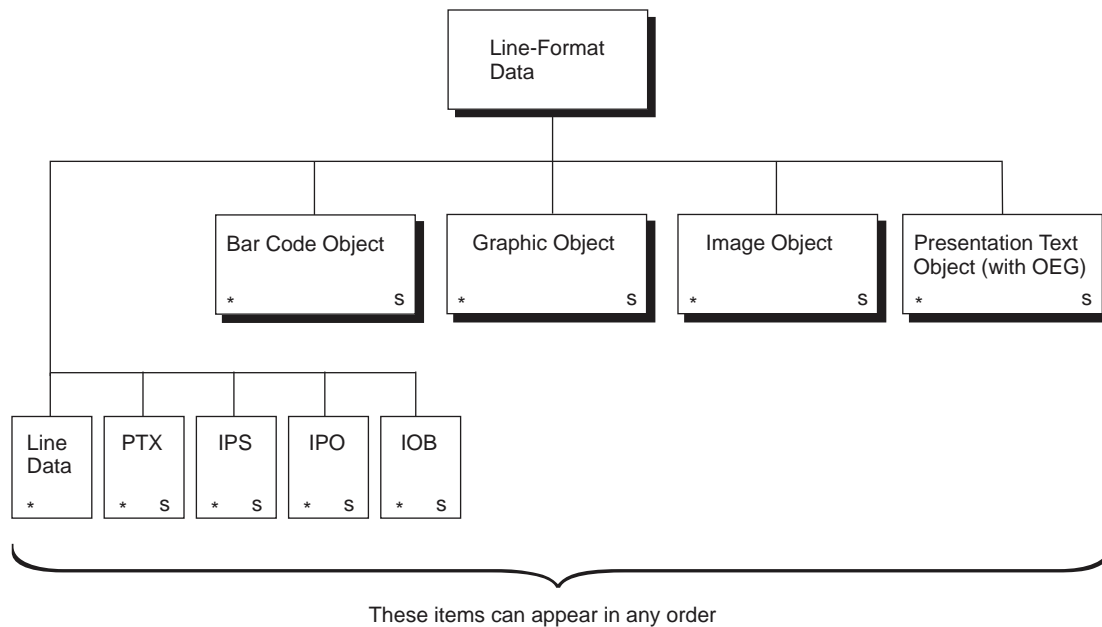 Line-Format
Data
Bar Code Object
* S
Graphic Object
* S
Image Object
* S
Presentation Text
Object (with OEG)
* S
Line
Data
*
PTX
* S
IPS
* S
IPO
* S
IOB
* S
These items can appear in any order